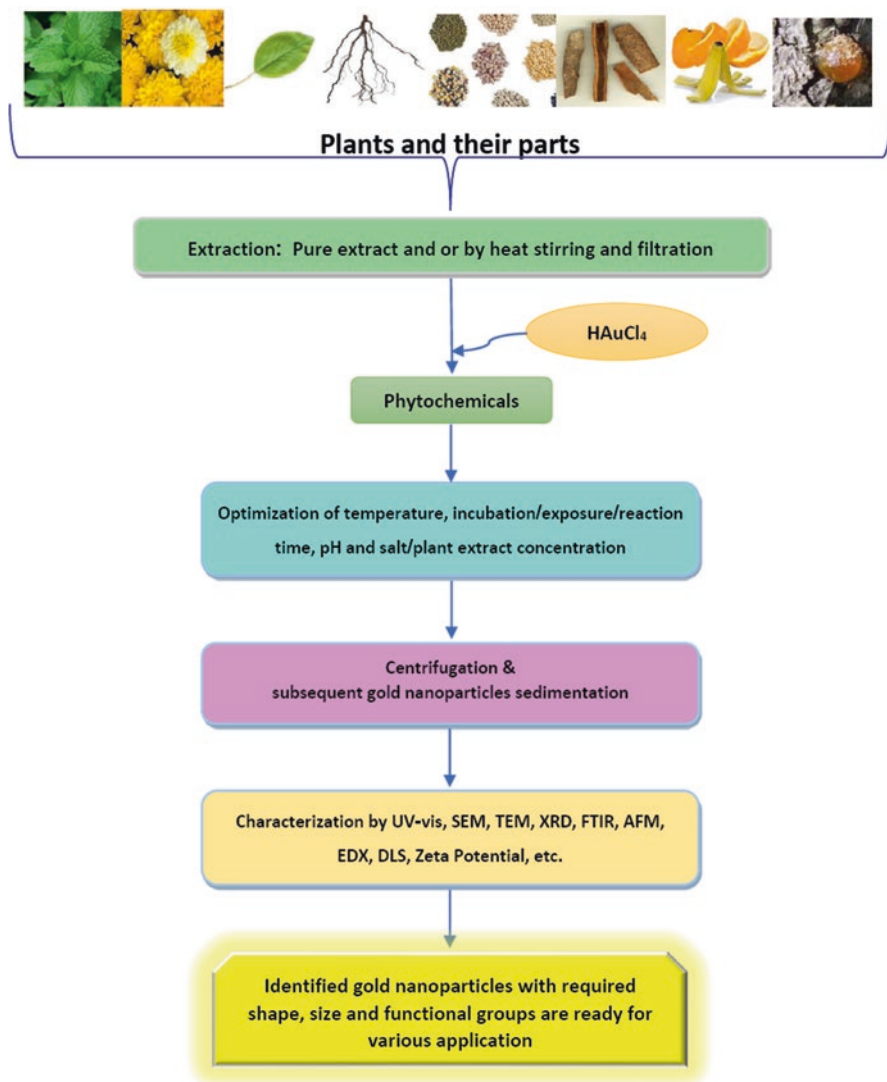 Plants and their parts
Extraction: Pure extract and or by heat stirring and filtration
HAuCl₄
Phytochemicals
Optimization of temperature, incubation/exposure/reaction
time, pH and salt/plant extract concentration
Centrifugation &
subsequent gold nanoparticles sedimentation
Characterization by UV-vis, SEM, TEM, XRD, FTIR, AFM,
EDX, DLS, Zeta Potential, etc.
Identified gold nanoparticles with required
shape, size and functional groups are ready for
various application